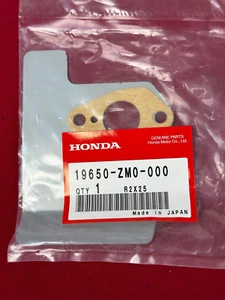 HONDA
GENUINE PARTS
Honda Motor Co., Ltd.
19650-ZM0-000
QTY 1 R2X25
Made in JAPAN